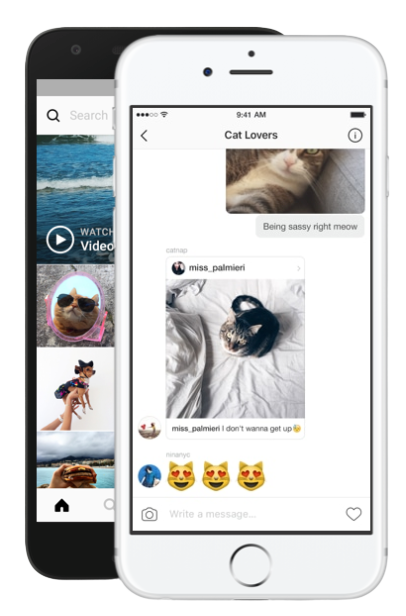 Search
WATCH
Video
9:41 AM
Cat Lovers
Being sassy right meow
catnap
miss_palmieri
miss_palmieri I don't wanna get up😴
nnanyc
😻😻😻
Write a message...